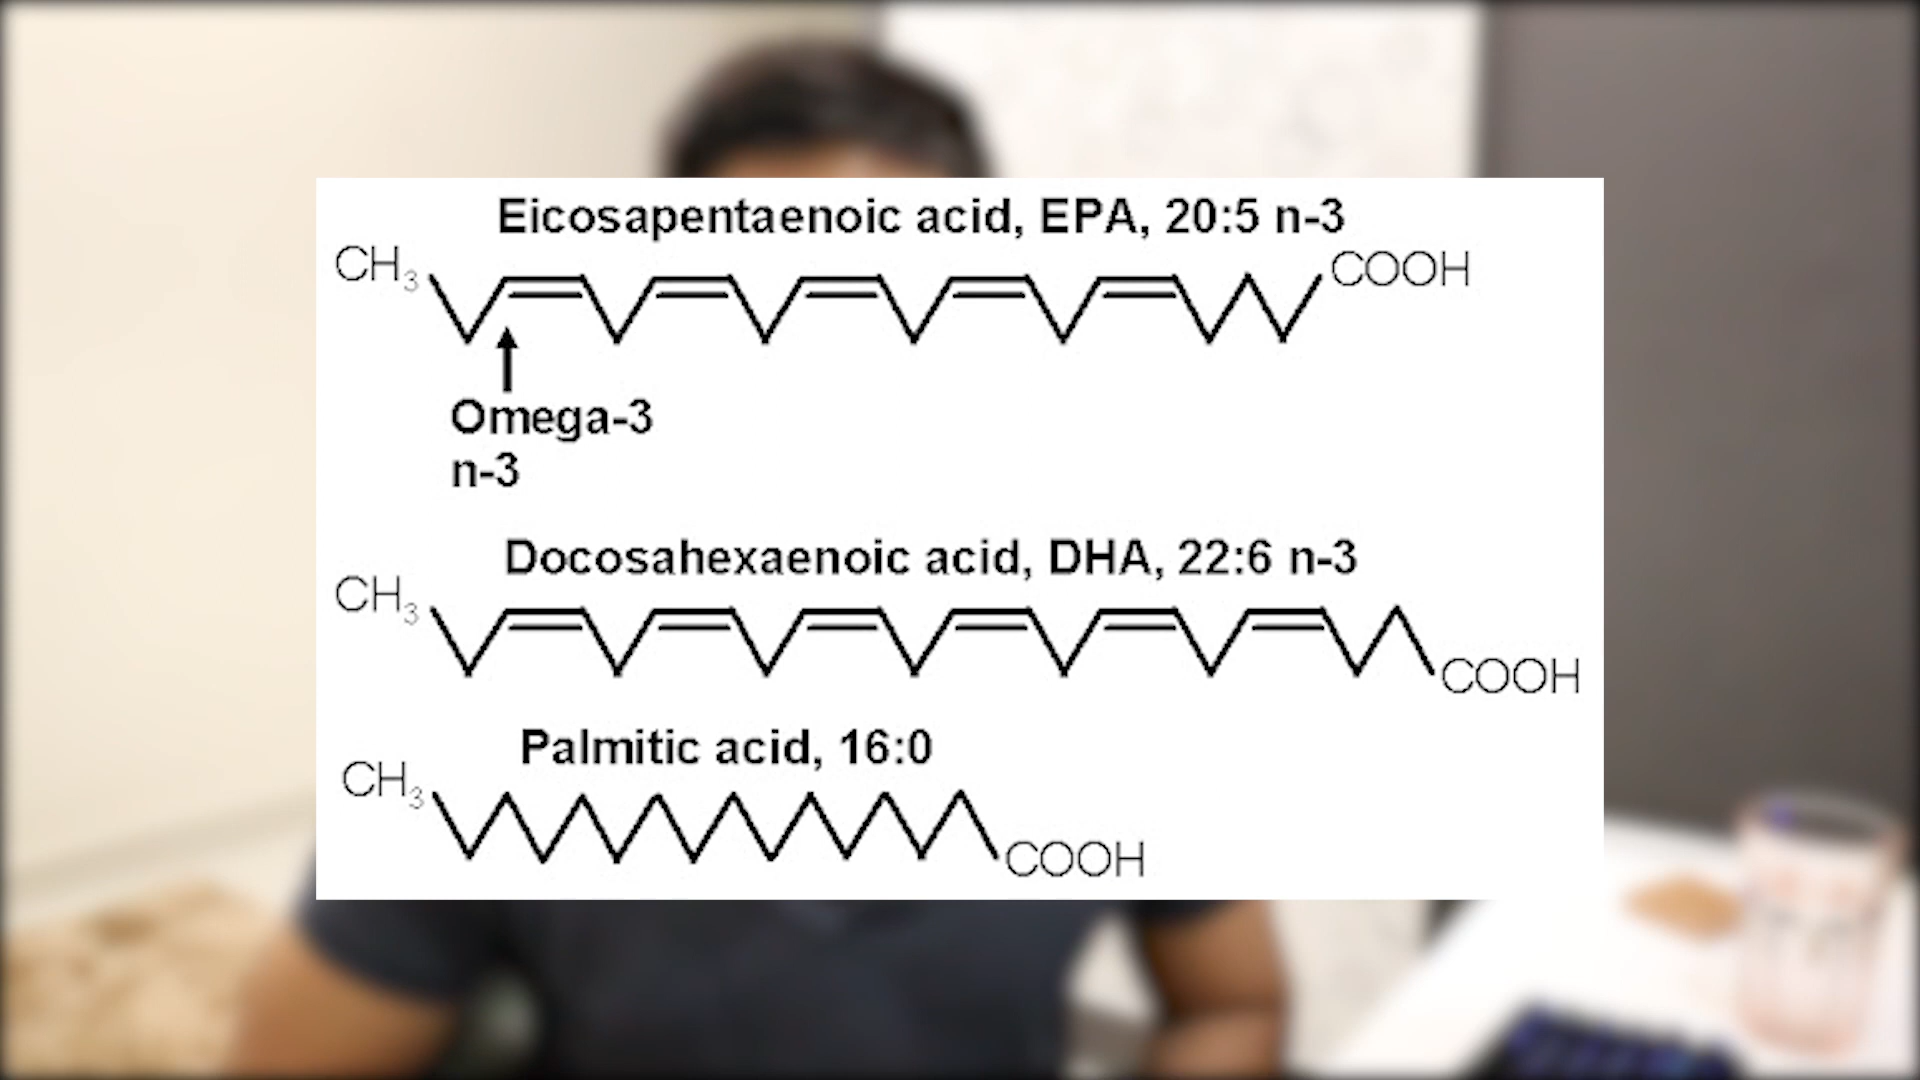 Eicosapentaenoic acid, EPA, 20:5 n-3
CH3
COOH
Omega-3
n-3
Docosahexaenoic acid, DHA, 22:6 n-3
CH3
COOH
Palmitic acid, 16:0
CH3
COOH